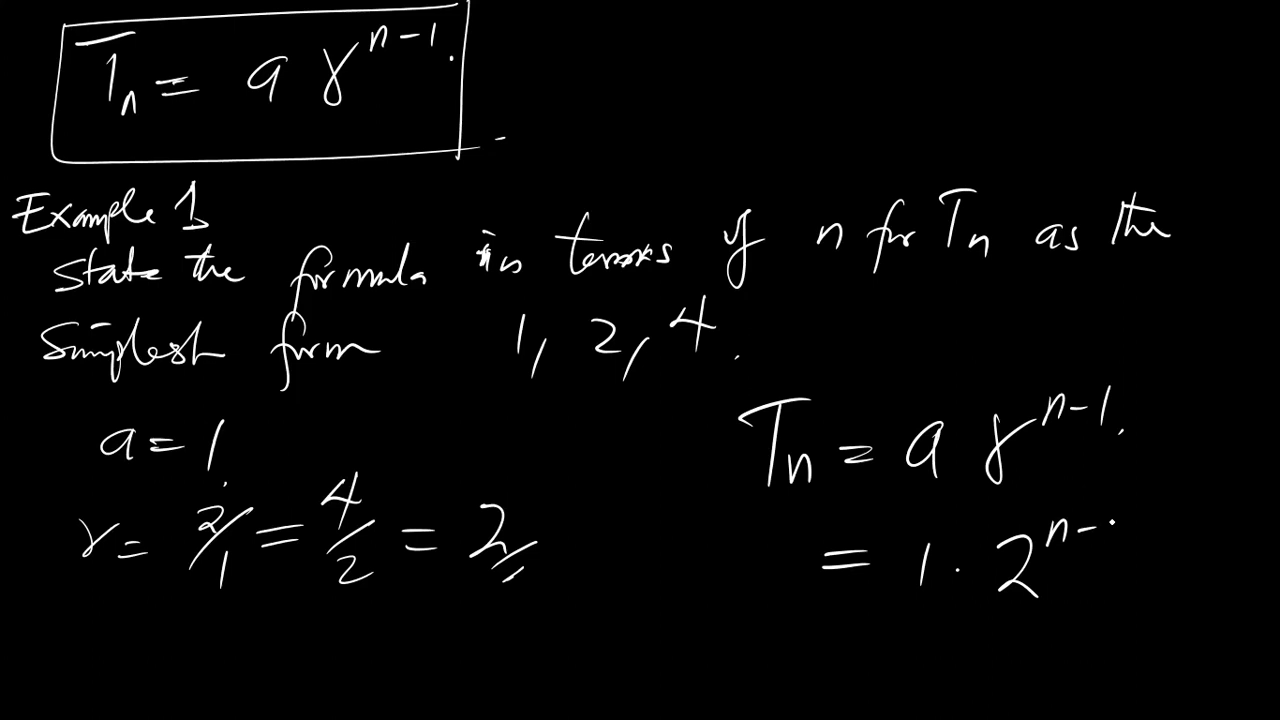 Tn = a r^{n-1}.
Example 1
State the formula in terms of n for Tn as the
Simplest form 1, 2, 4.
a = 1
r = 2/1 = 4/2 = 2
Tn = a r^{n-1}.
= 1 . 2^{n-